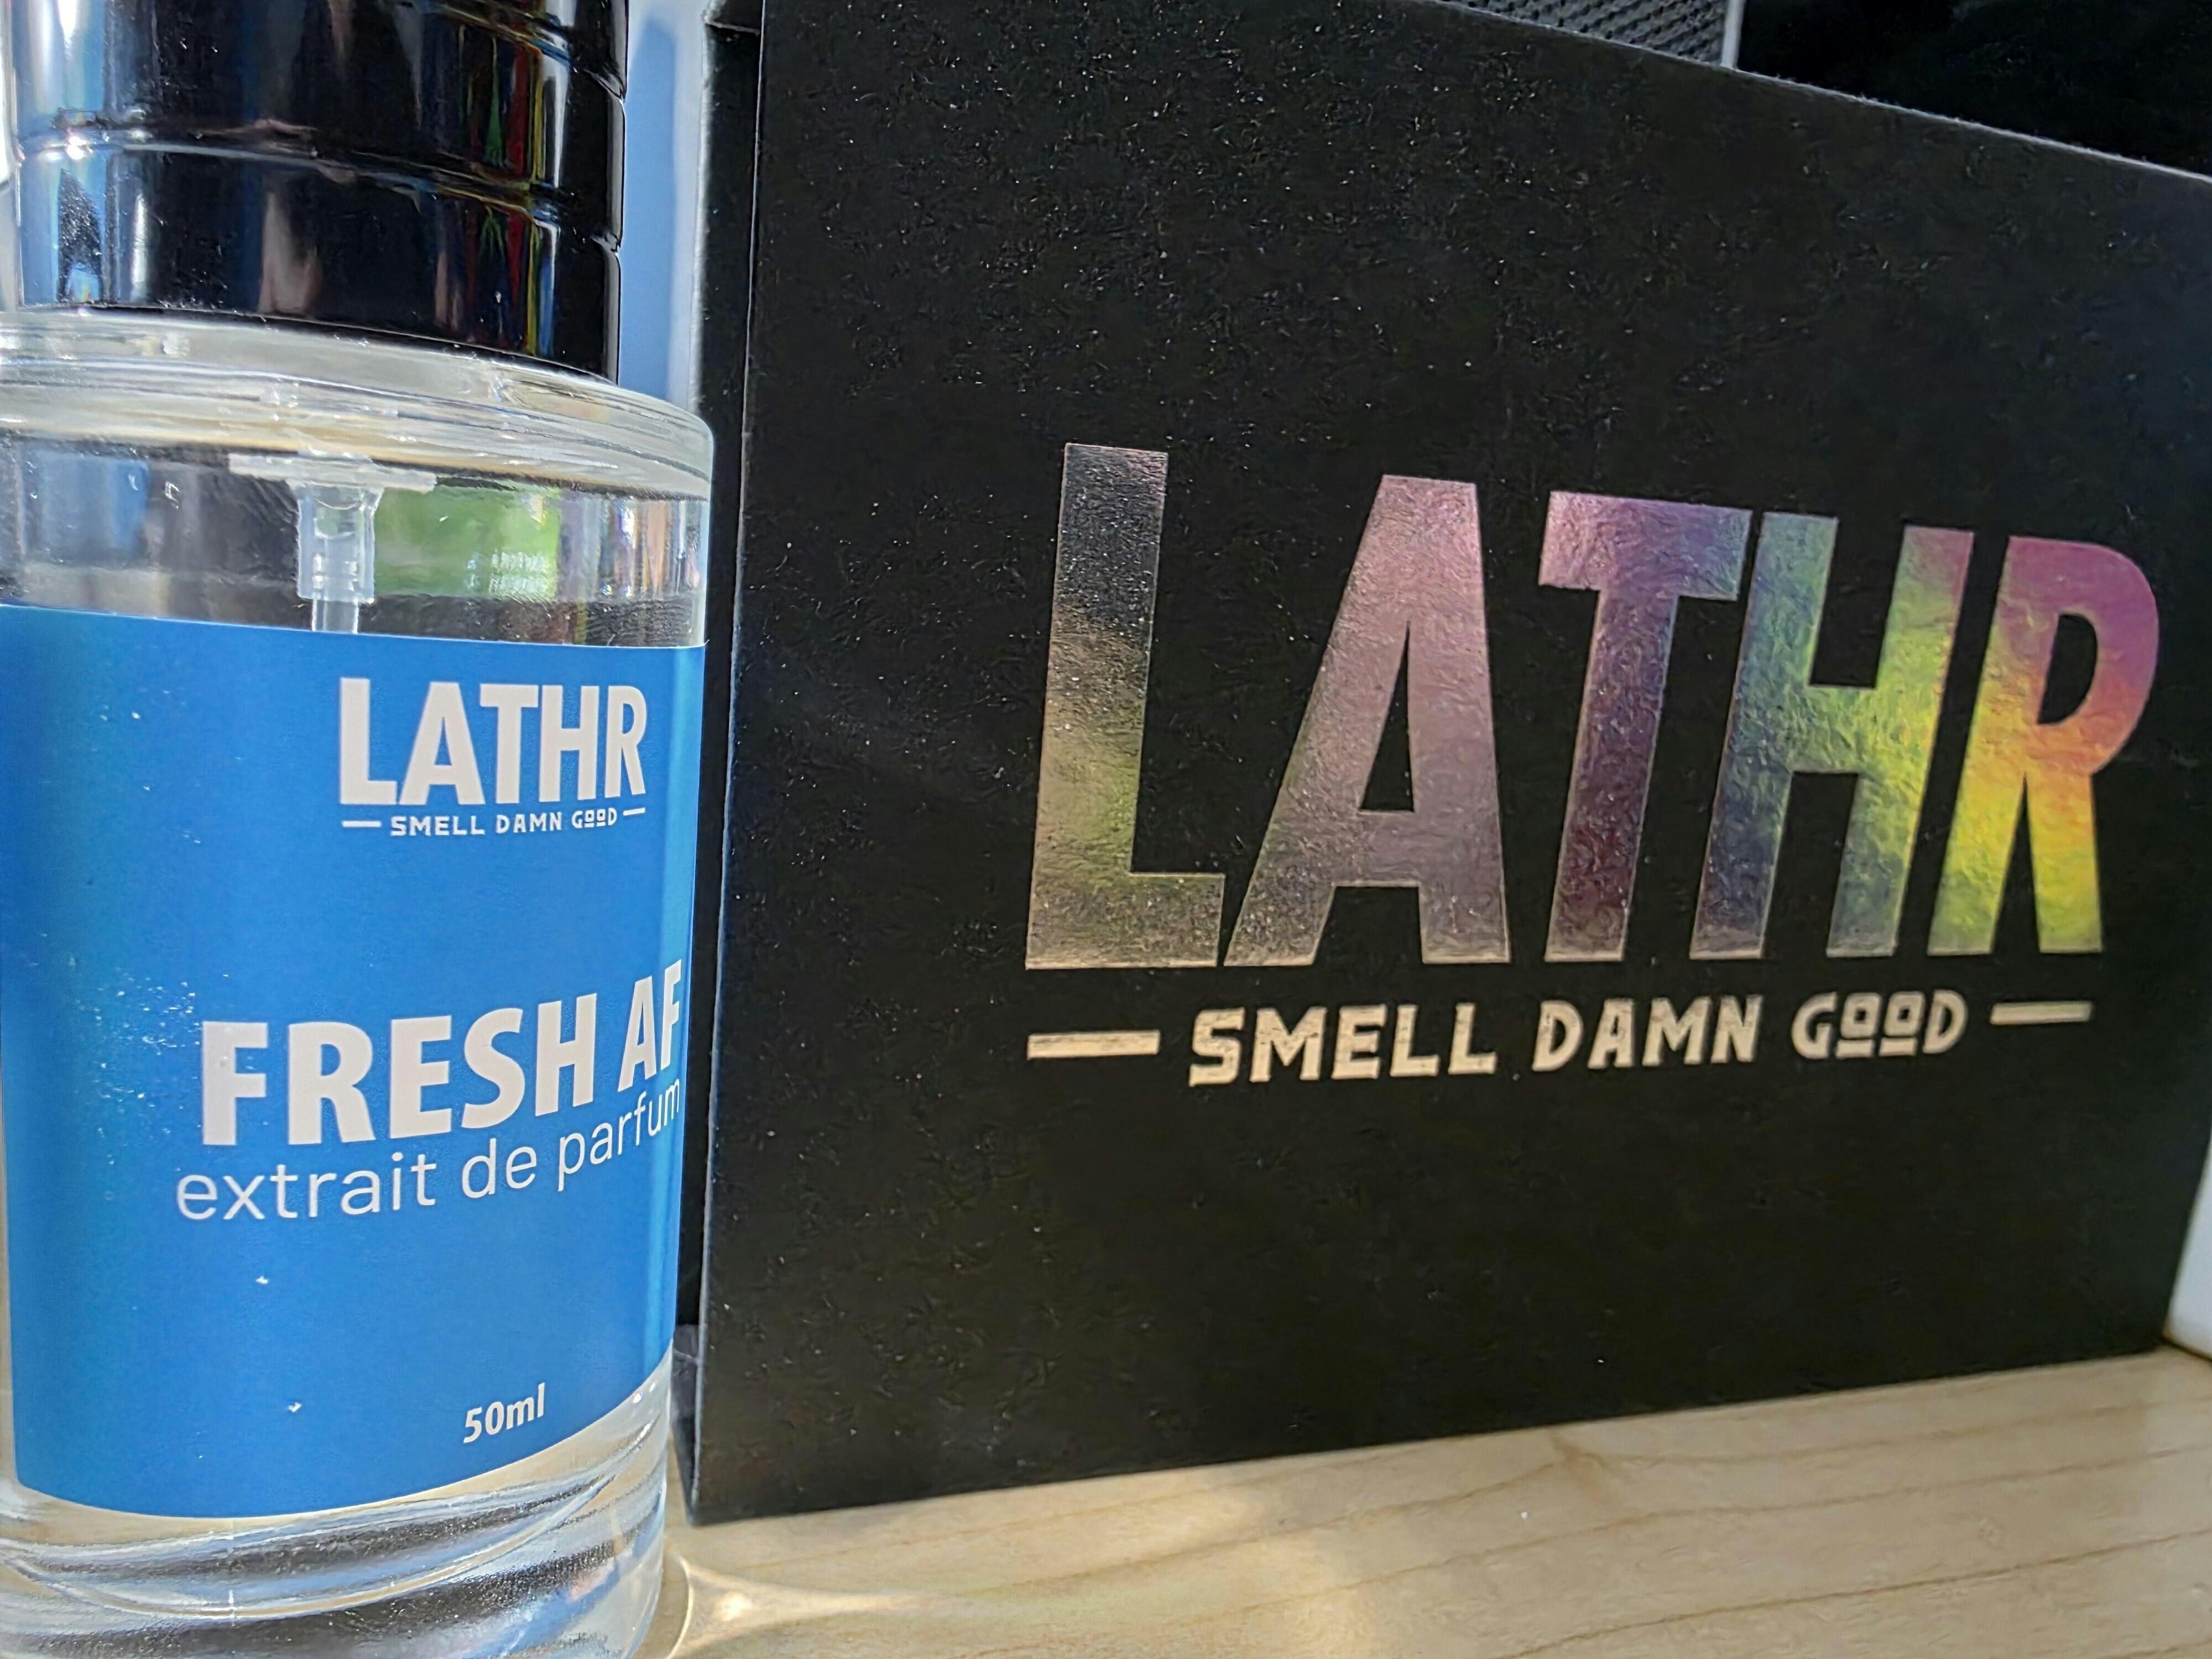 LATHR
SMELL DAMN GOOD
FRESH AF
extrait de parfum
50ml
LATHR
SMELL DAMN GOOD